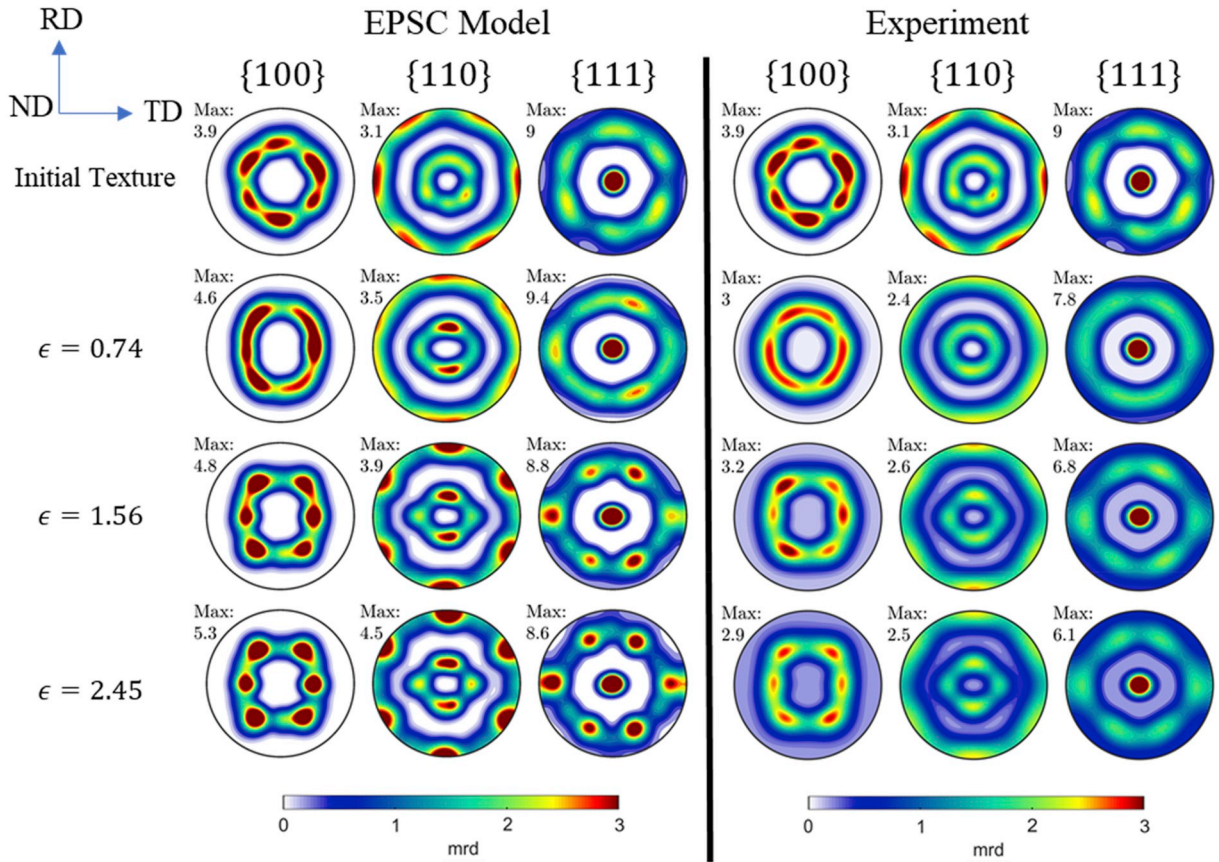 RD
EPSC Model
Experiment
{100}
{110}
{111}
{100}
{110}
{111}
ND
TD
Initial Texture
Max:
3.9
Max:
3.1
Max:
9
Max:
3.9
Max:
3.1
Max:
9
ϵ = 0.74
Max:
4.6
Max:
3.5
Max:
9.4
Max:
3
Max:
2.4
Max:
7.8
ϵ = 1.56
Max:
4.8
Max:
3.9
Max:
8.8
Max:
3.2
Max:
2.6
Max:
6.8
ϵ = 2.45
Max:
5.3
Max:
4.5
Max:
8.6
Max:
2.9
Max:
2.5
Max:
6.1
0 1 2 3
mrd
0 1 2 3
mrd